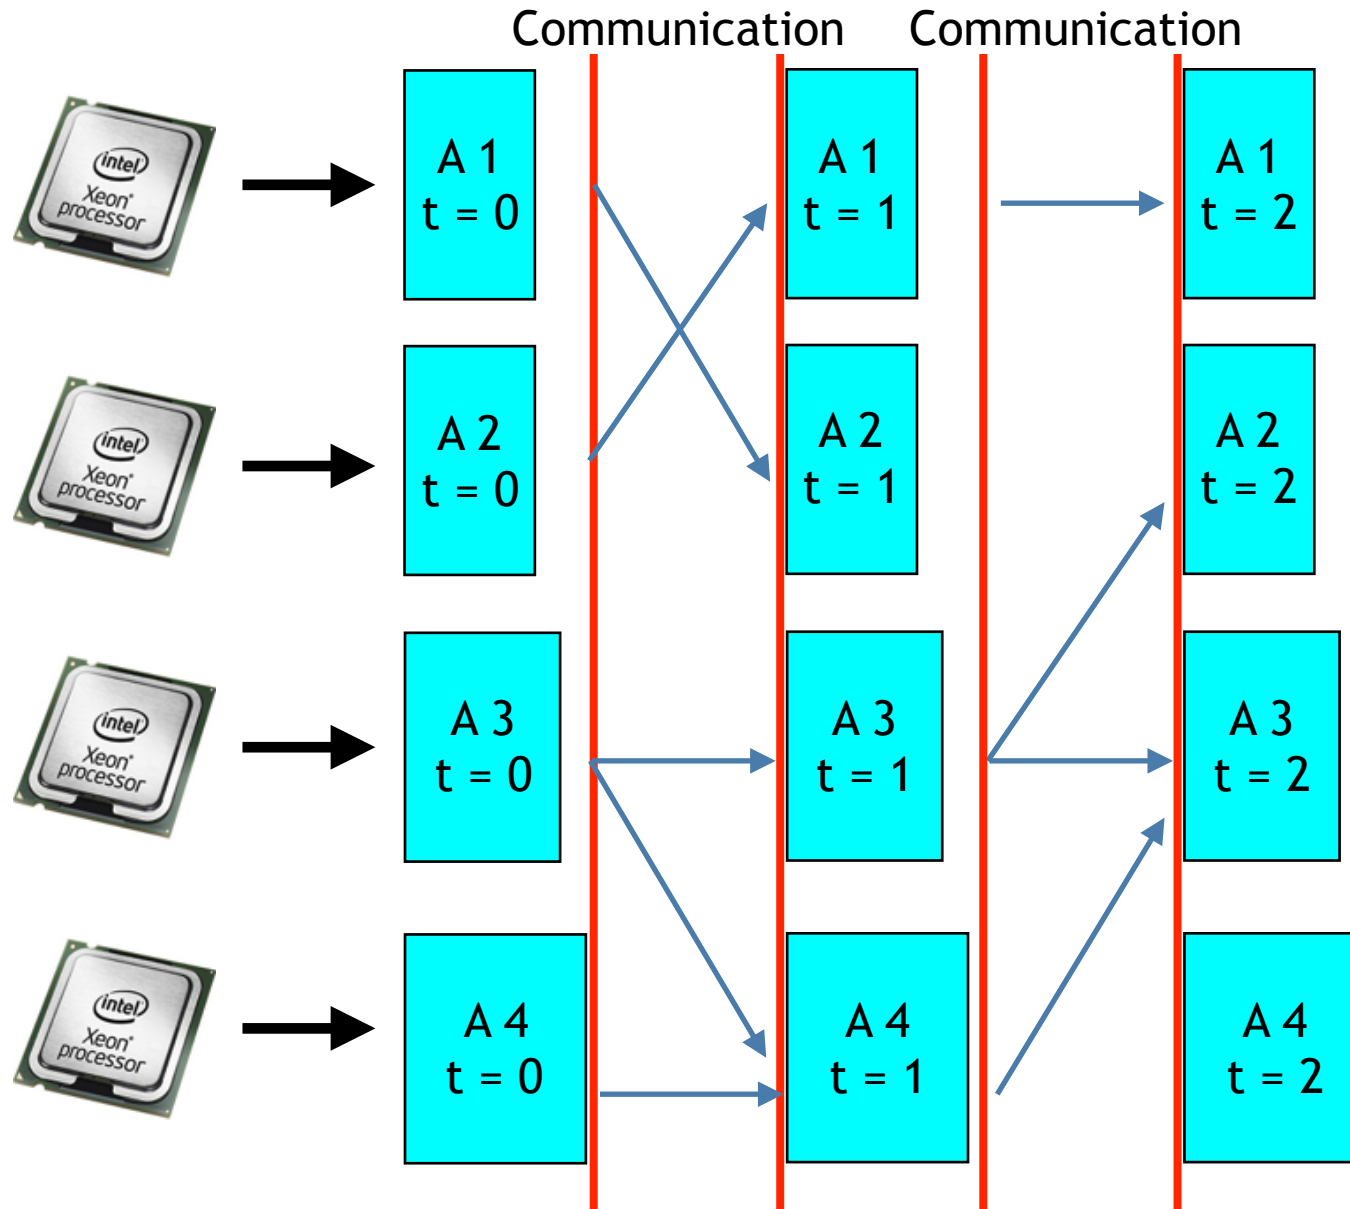 Communication Communication
intel
Xeon®
processor
A 1
t = 0
A 1
t = 1
A 1
t = 2
intel
Xeon®
processor
A 2
t = 0
A 2
t = 1
A 2
t = 2
intel
Xeon®
processor
A 3
t = 0
A 3
t = 1
A 3
t = 2
intel
Xeon®
processor
A 4
t = 0
A 4
t = 1
A 4
t = 2